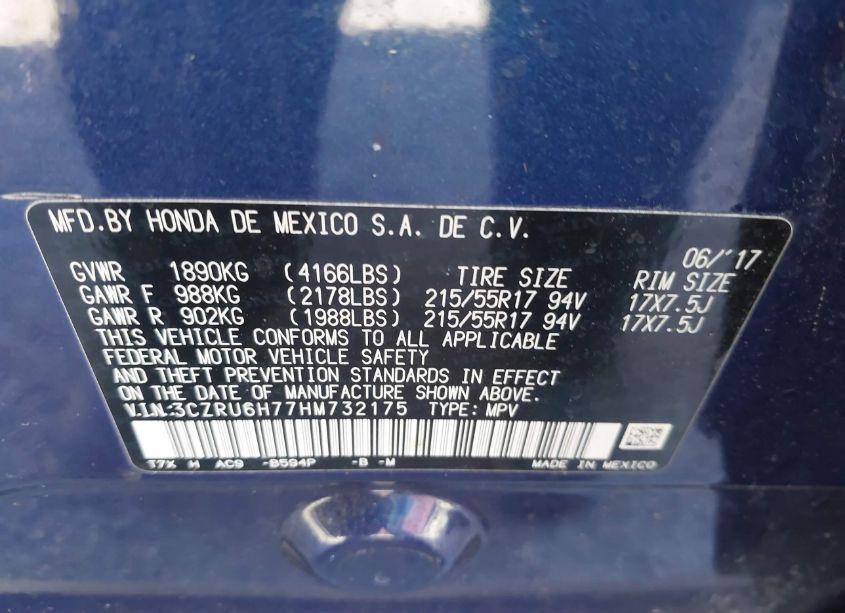 MFD.BY HONDA DE MEXICO S.A. DE C.V.
06/'17
GVWR 1890KG (4166LBS) TIRE SIZE RIM SIZE
GAWR F 988KG (2178LBS) 215/55R17 94V 17X7.5J
GAWR R 902KG (1988LBS) 215/55R17 94V 17X7.5J
THIS VEHICLE CONFORMS TO ALL APPLICABLE
FEDERAL MOTOR VEHICLE SAFETY
AND THEFT PREVENTION STANDARDS IN EFFECT
ON THE DATE OF MANUFACTURE SHOWN ABOVE.
V.I.N:3CZRU6H77HM732175 TYPE: MPV
T7X H AC9 -B594P -B -M MADE IN MEXICO